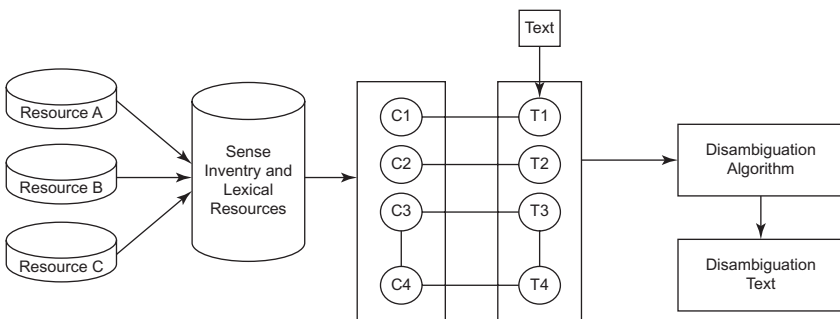 Text
Resource A
Resource B
Resource C
Sense
Inventry and
Lexical
Resources
C1
C2
C3
C4
T1
T2
T3
T4
Disambiguation
Algorithm
Disambiguation
Text